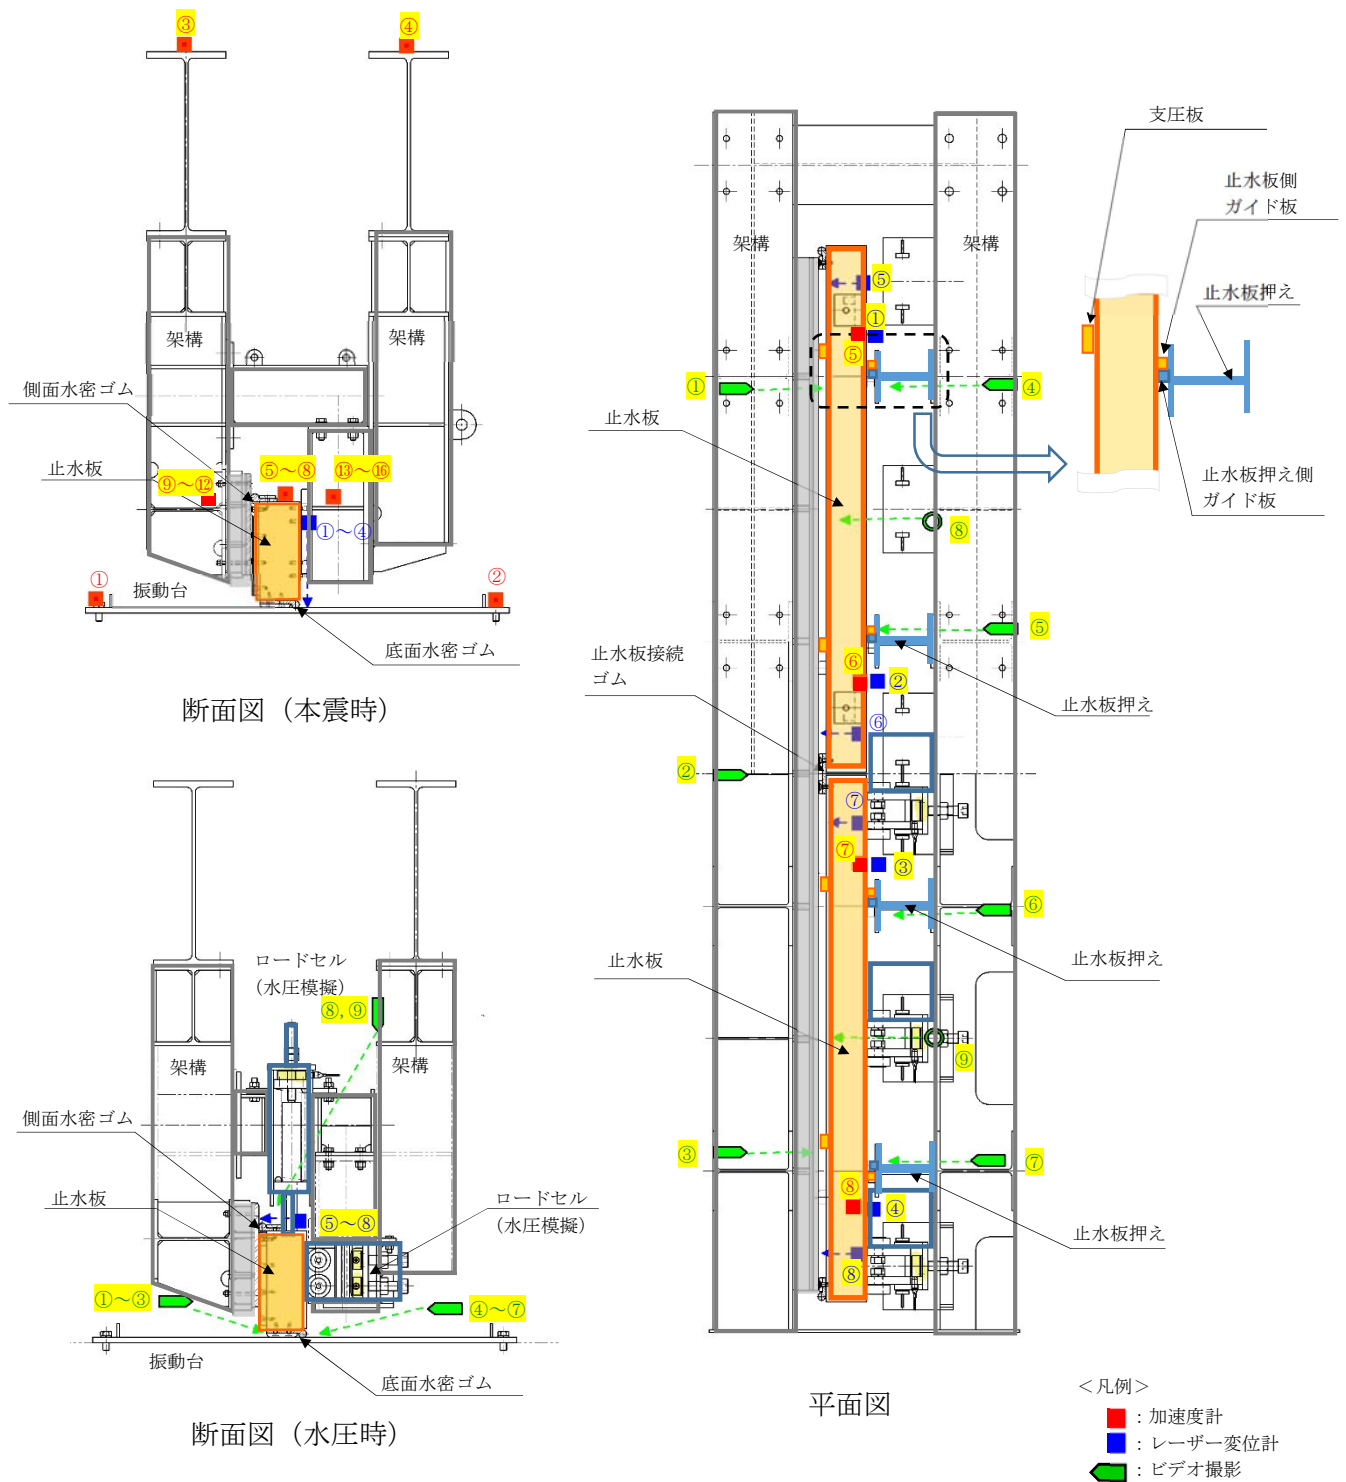 ③
④
架構
架構
側面水密ゴム
止水板
⑨～⑫
⑤～⑧
⑬～⑯
①～④
①
振動台
②
底面水密ゴム
断面図（本震時）
ロードセル
（水圧模擬）
⑧,⑨
架構
架構
側面水密ゴム
止水板
⑤～⑧
ロードセル
（水圧模擬）
①～③
④～⑦
振動台
底面水密ゴム
断面図（水圧時）
架構
架構
⑤
①
⑤
①
④
止水板
⑧
⑤
止水板接続
ゴム
⑥
②
止水板押え
⑥
②
⑦
⑦
③
⑥
止水板
止水板押え
⑨
③
⑦
⑧
④
止水板押え
⑧
平面図
支圧板
止水板側
ガイド板
止水板押え
止水板押え側
ガイド板
＜凡例＞
：加速度計
：レーザー変位計
：ビデオ撮影